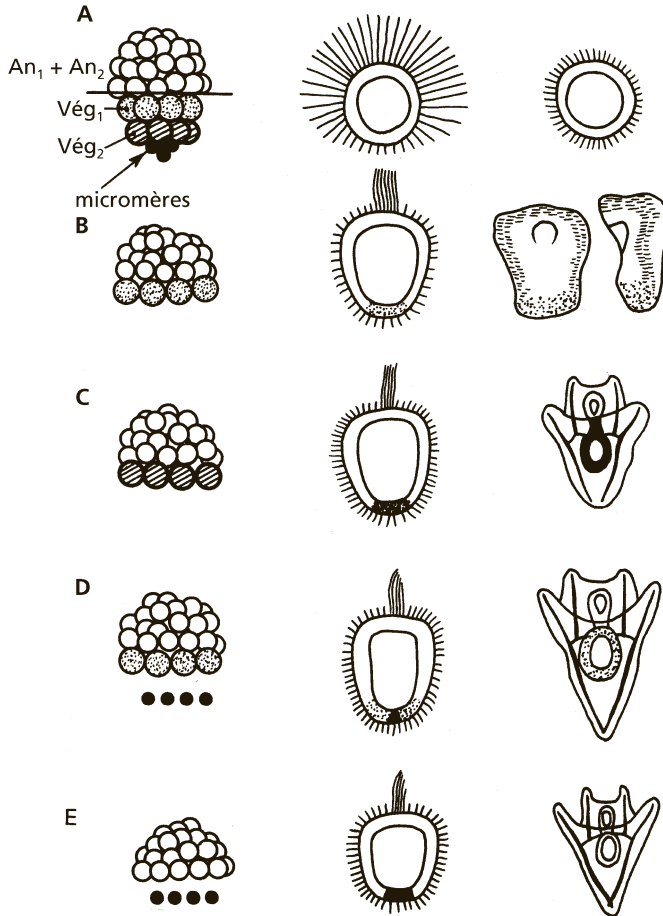 A
An₁ + An₂
Vég₁
Vég₂
micromères
B
C
D
E